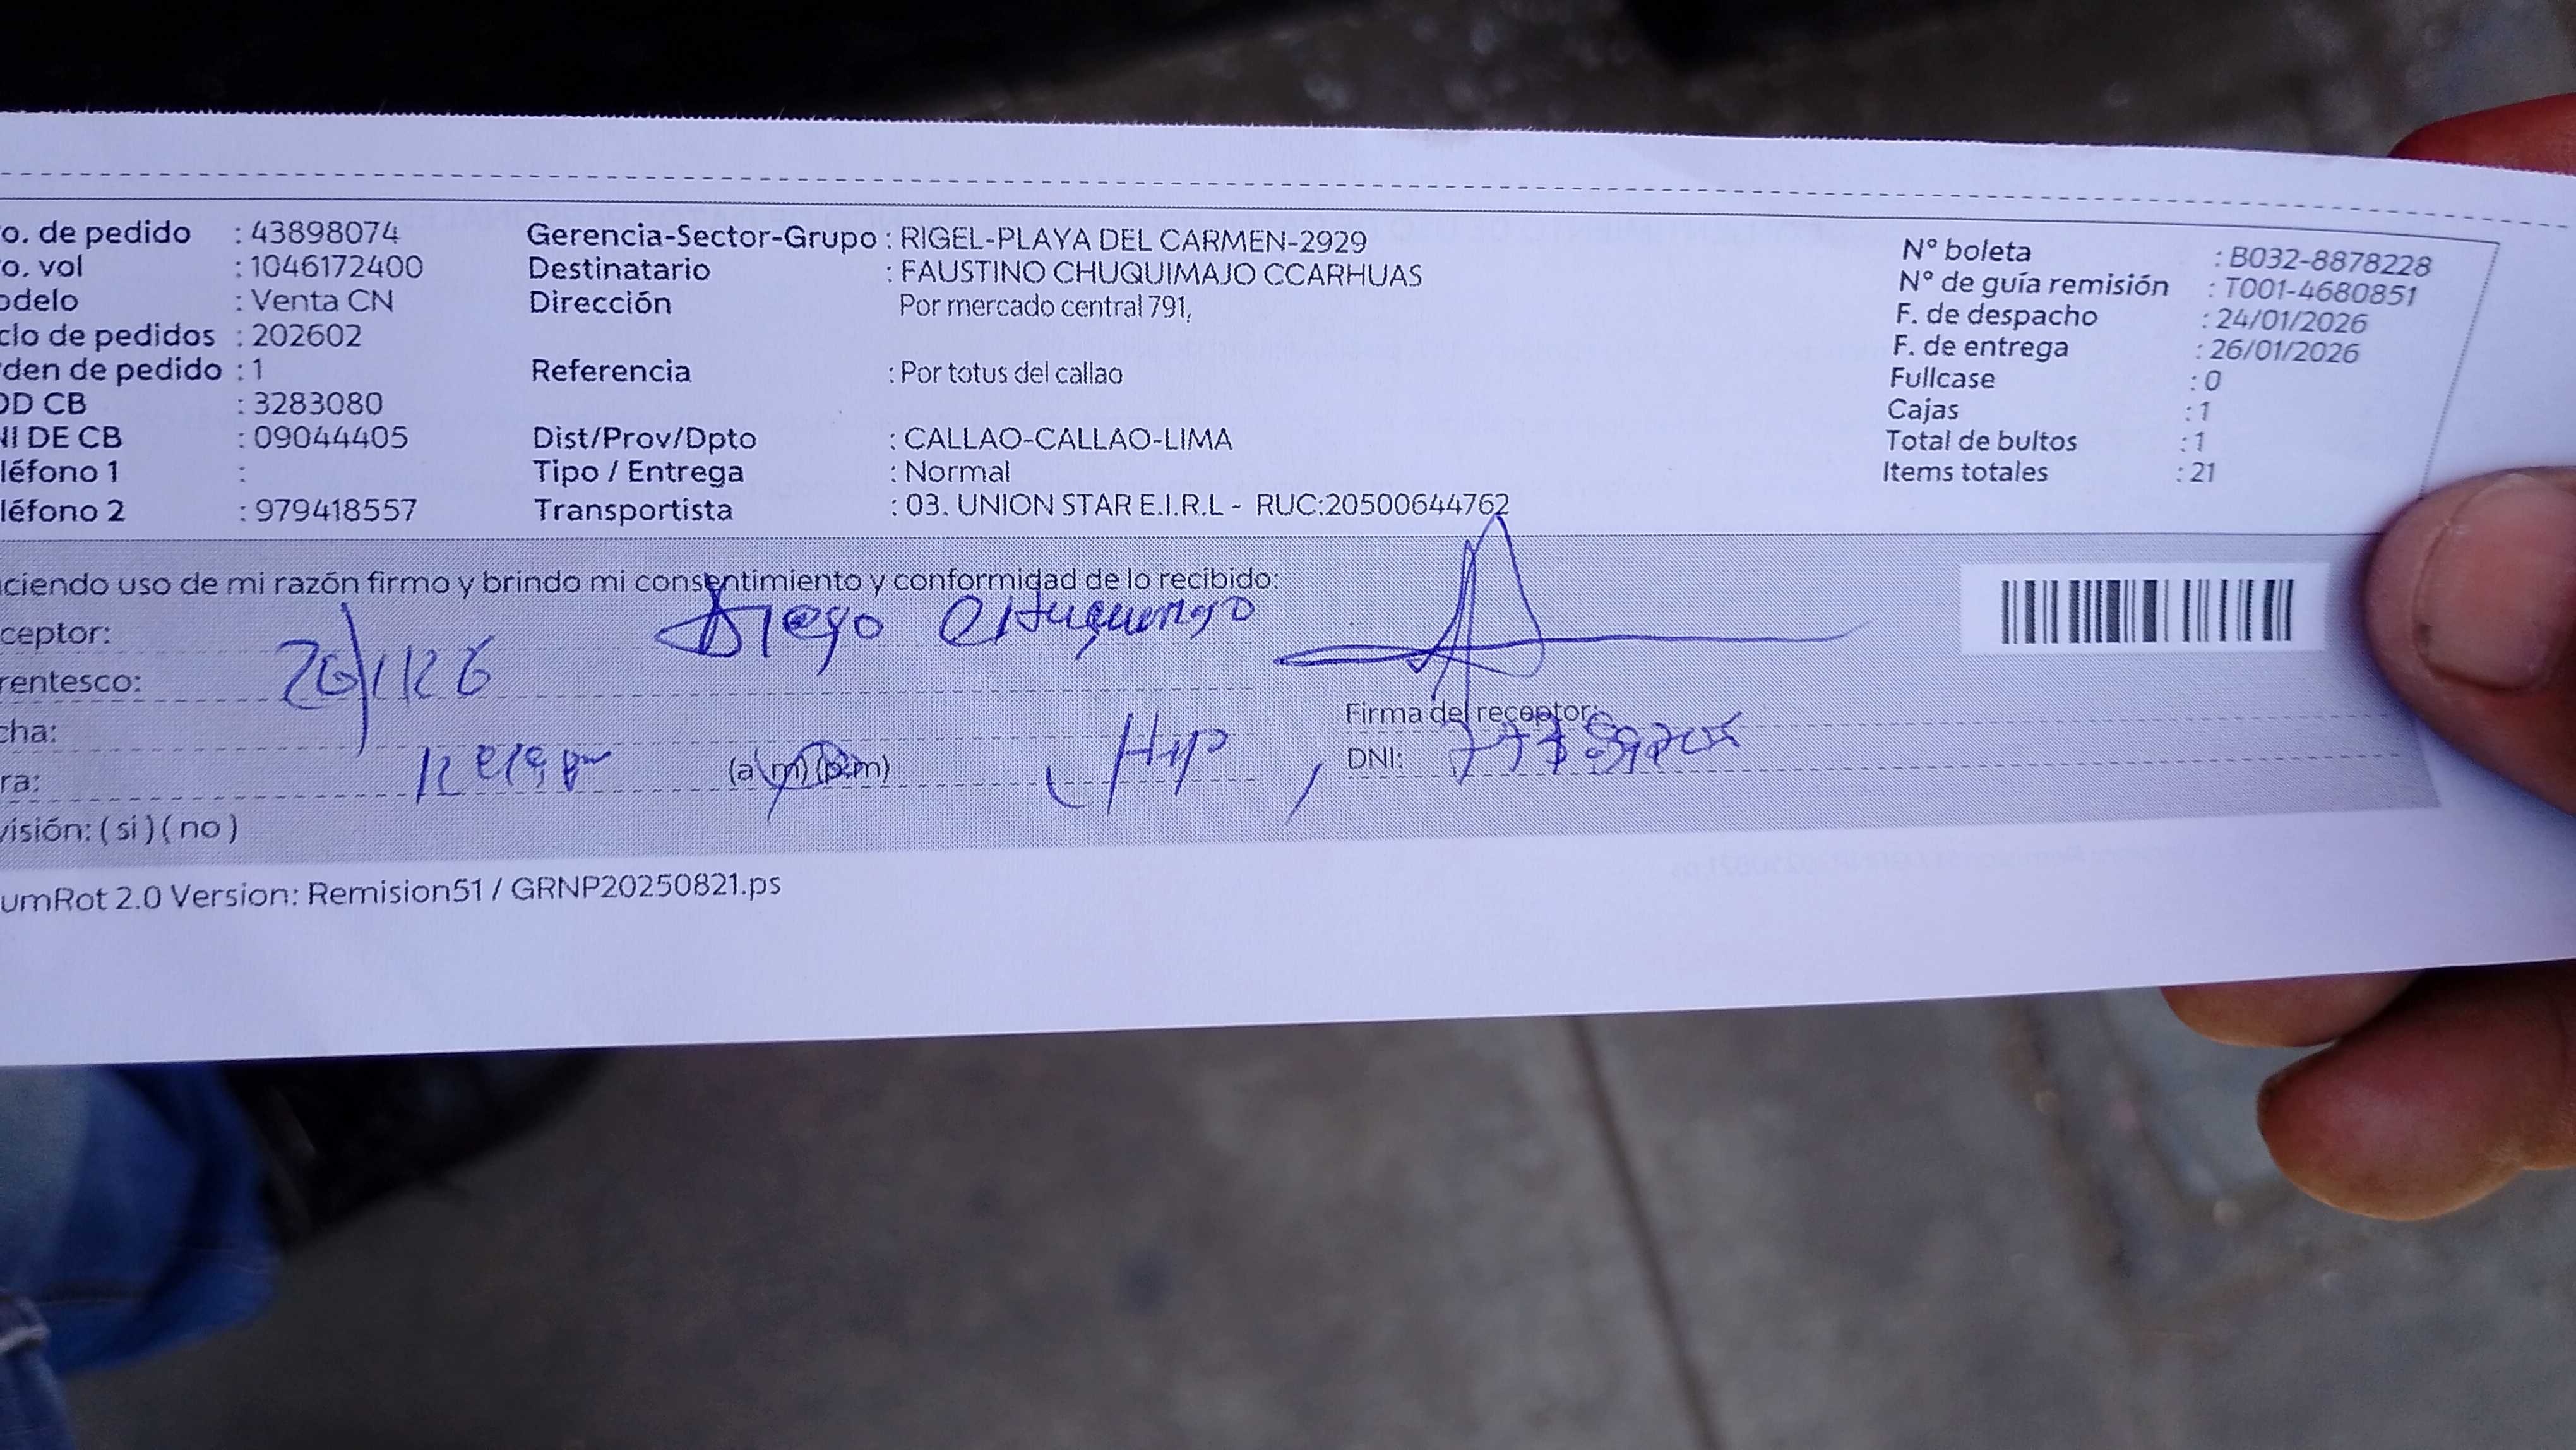 o. de pedido : 43898074
o. vol : 1046172400
odelo : Venta CN
clo de pedidos : 202602
den de pedido : 1
OD CB : 3283080
NI DE CB : 09044405
léfono 1 :
léfono 2 : 979418557
Gerencia-Sector-Grupo : RIGEL-PLAYA DEL CARMEN-2929
Destinatario : FAUSTINO CHUQUIMAJO CCARHUAS
Dirección Por mercado central 791,
Referencia : Por totus del callao
Dist/Prov/Dpto : CALLAO-CALLAO-LIMA
Tipo / Entrega : Normal
Transportista : 03. UNION STAR E.I.R.L - RUC:20500644762
N° boleta : B032-8878228
N° de guía remisión : T001-4680851
F. de despacho : 24/01/2026
F. de entrega : 26/01/2026
Fullcase : 0
Cajas : 1
Total de bultos : 1
Items totales : 21
ciendo uso de mi razón firmo y brindo mi consentimiento y conformidad de lo recibido:
ceptor: Diego
rentesco:
cha:
ra: (a.m) (p.m)
Firma del receptor:
DNI:
visión: ( si ) ( no )
umRot 2.0 Version: Remision51 / GRNP20250821.ps